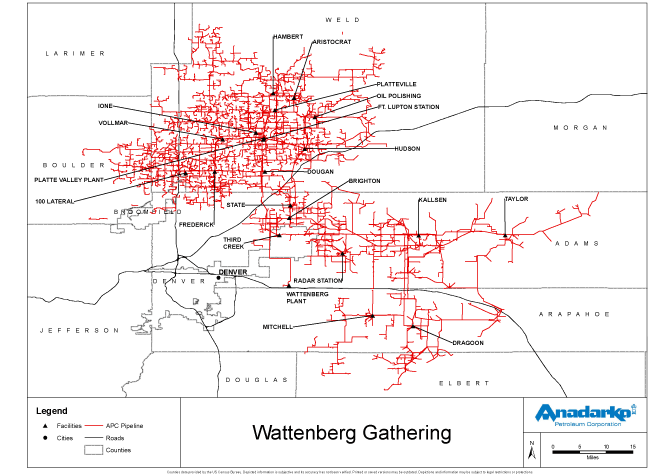 WELD
LARIMER
HAMBERT
ARISTOCRAT
PLATTEVILLE
OIL POLISHING
IONE
FT. LUPTON STATION
VOLLMAR
MORGAN
HUDSON
BOULDER
DOUGAN
PLATTE VALLEY PLANT
BRIGHTON
100 LATERAL
STATE
KALLSEN
TAYLOR
BROOMFIELD
FREDERICK
THIRD
CREEK
ADAMS
DENVER
DENVER
RADAR STATION
WATTENBERG
PLANT
ARAPAHOE
JEFFERSON
MITCHELL
DRAGOON
DOUGLAS
ELBERT
Legend
Facilities
APC Pipeline
Cities
Roads
Counties
Wattenberg Gathering
Anadarko
Petroleum Corporation
N
0 5 10 15
Miles